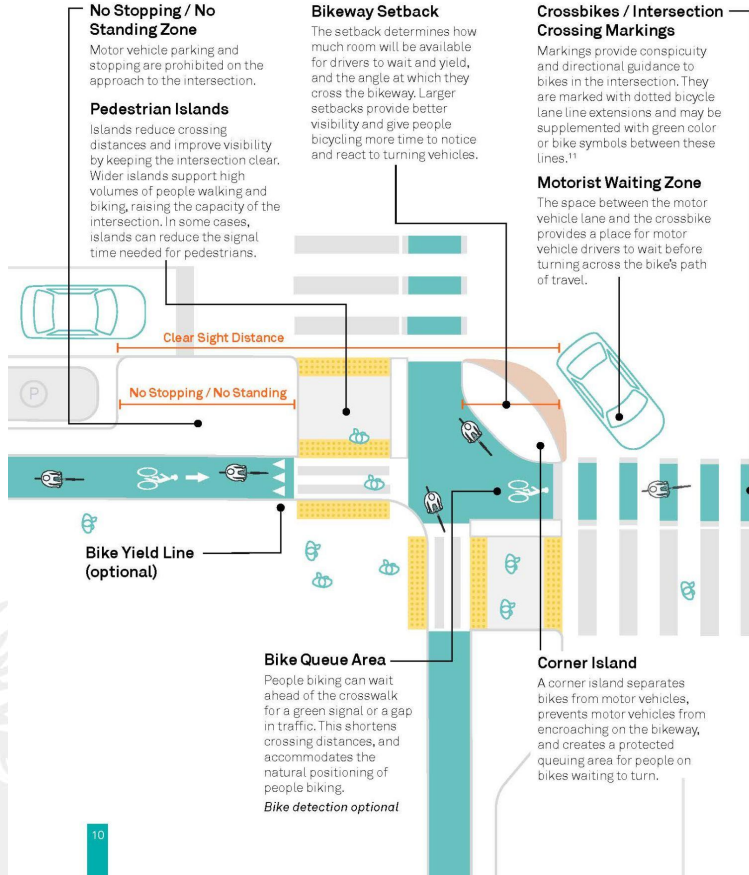 No Stopping / No
Standing Zone
Motor vehicle parking and
stopping are prohibited on the
approach to the intersection.
Pedestrian Islands
Islands reduce crossing
distances and improve visibility
by keeping the intersection clear.
Wider islands support high
volumes of people walking and
biking, raising the capacity of the
intersection. In some cases,
islands can reduce the signal
time needed for pedestrians.
Bikeway Setback
The setback determines how
much room will be available
for drivers to wait and yield,
and the angle at which they
cross the bikeway. Larger
setbacks provide better
visibility and give people
bicycling more time to notice
and react to turning vehicles.
Crossbikes / Intersection
Crossing Markings
Markings provide conspicuity
and directional guidance to
bikes in the intersection. They
are marked with dotted bicycle
lane line extensions and may be
supplemented with green color
or bike symbols between these
lines.¹¹
Motorist Waiting Zone
The space between the motor
vehicle lane and the crossbike
provides a place for motor
vehicle drivers to wait before
turning across the bike's path
of travel.
Clear Sight Distance
No Stopping / No Standing
P
Bike Yield Line
(optional)
Bike Queue Area
People biking can wait
ahead of the crosswalk
for a green signal or a gap
in traffic. This shortens
crossing distances, and
accommodates the
natural positioning of
people biking.
Bike detection optional
Corner Island
A corner island separates
bikes from motor vehicles,
prevents motor vehicles from
encroaching on the bikeway,
and creates a protected
queuing area for people on
bikes waiting to turn.
10